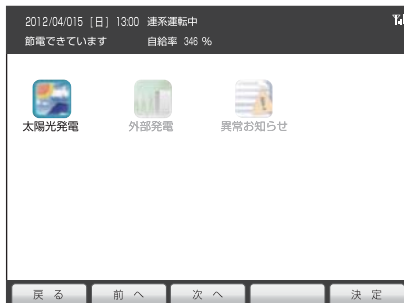 2012/04/015 [日] 13:00 連系運転中
節電できています 自給率 346 %
太陽光発電 外部発電 異常お知らせ
戻る 前へ 次へ 決定